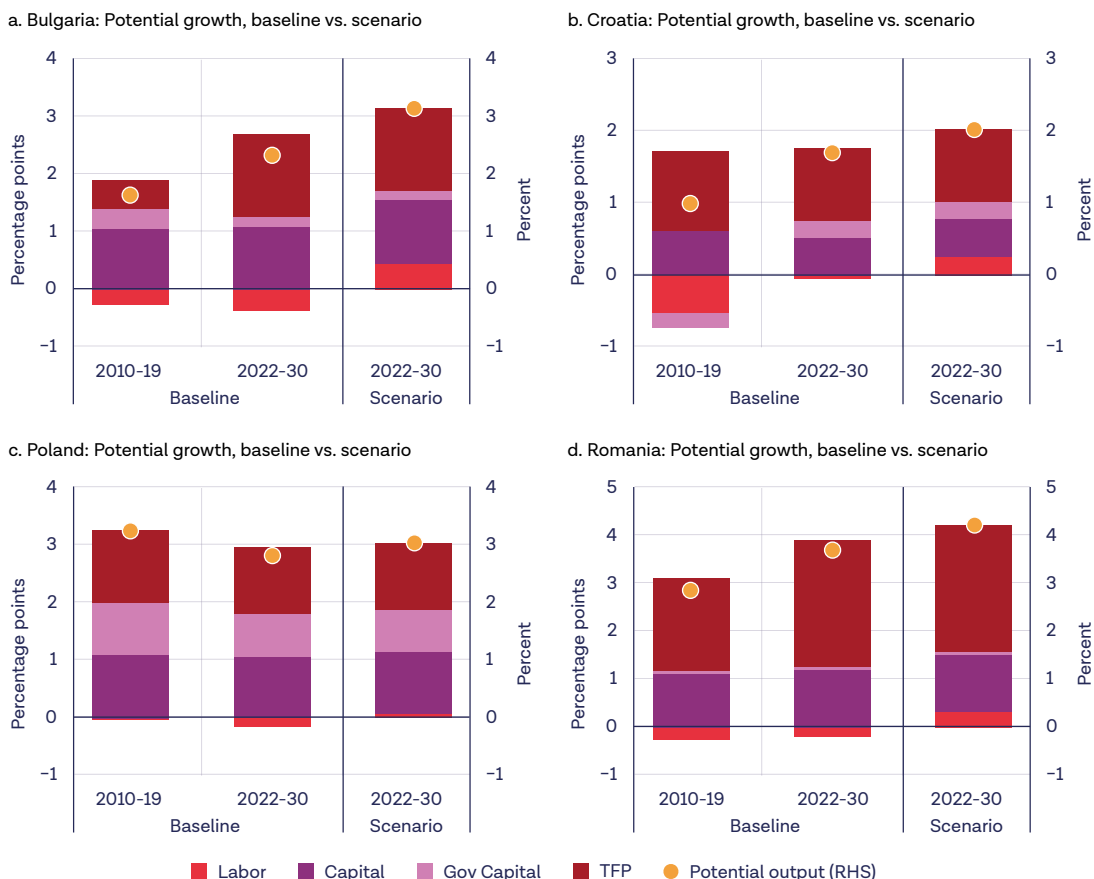 a. Bulgaria: Potential growth, baseline vs. scenario
4
3
2
1
0
−1
Percentage points
4
3
2
1
0
−1
Percent
2010-19
2022-30
2022-30
Baseline
Scenario
b. Croatia: Potential growth, baseline vs. scenario
3
2
1
0
−1
Percentage points
3
2
1
0
−1
Percent
2010-19
2022-30
2022-30
Baseline
Scenario
c. Poland: Potential growth, baseline vs. scenario
4
3
2
1
0
−1
Percentage points
4
3
2
1
0
−1
Percent
2010-19
2022-30
2022-30
Baseline
Scenario
d. Romania: Potential growth, baseline vs. scenario
5
4
3
2
1
0
−1
Percentage points
5
4
3
2
1
0
−1
Percent
2010-19
2022-30
2022-30
Baseline
Scenario
Labor Capital Gov Capital TFP Potential output (RHS)